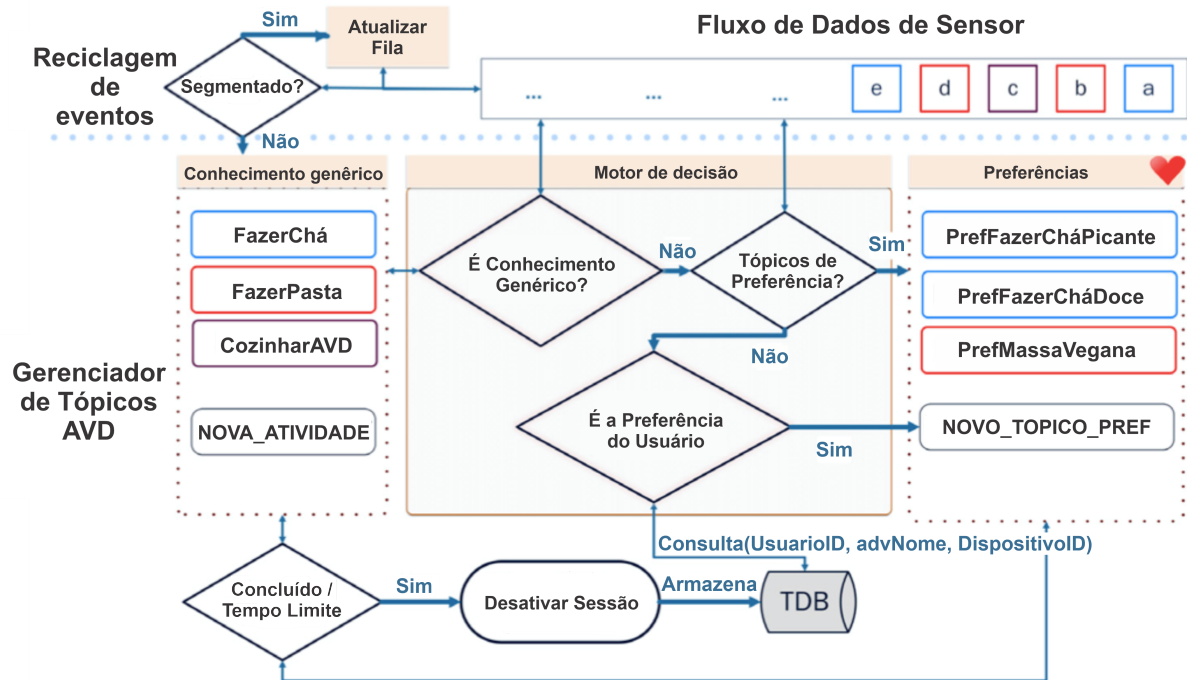 Fluxo de Dados de Sensor
Reciclagem
de
eventos
Sim
Atualizar
Fila
Segmentado?
Não
...
...
...
e
d
c
b
a
Conhecimento genêrico
Motor de decisão
Preferências
FazerChá
FazerPasta
CozinharAVD
NOVA_ATIVIDADE
É Conhecimento
Genérico?
Não
Tópicos de
Preferência?
Sim
Não
É a Preferência
do Usuário
Sim
PrefFazerCháPicante
PrefFazerCháDoce
PrefMassaVegana
NOVO_TOPICO_PREF
Gerenciador
de Tópicos
AVD
Consulta(UsuarioID, advNome, DispositivoID)
Concluído /
Tempo Limite
Sim
Desativar Sessão
Armazena
TDB